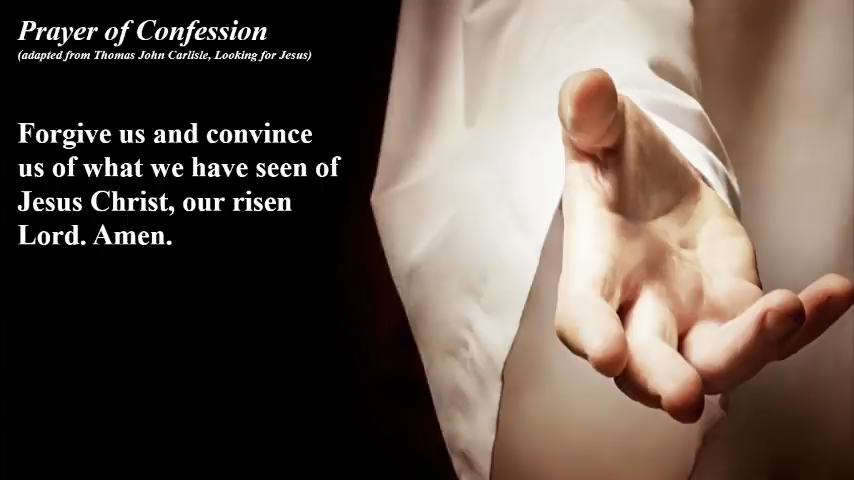 Prayer of Confession
(adapted from Thomas John Carlisle, Looking for Jesus)
Forgive us and convince
us of what we have seen of
Jesus Christ, our risen
Lord. Amen.